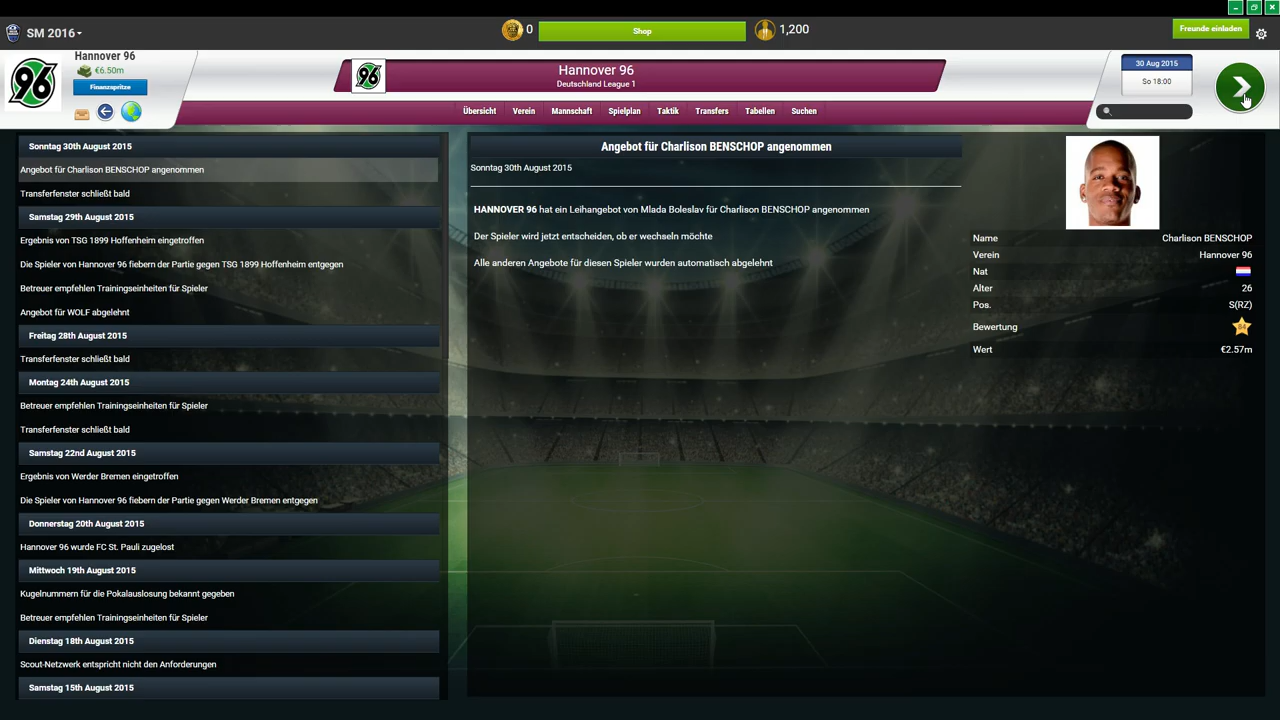 SM 2016
0
Shop
1,200
Freunde einladen
Hannover 96
€6.50m
Finanzspritze
96
96
Hannover 96
Deutschland League 1
30 Aug 2015
So 18:00
Übersicht
Verein
Mannschaft
Spielplan
Taktik
Transfers
Tabellen
Suchen
Sonntag 30th August 2015
Angebot für Charlison BENSCHOP angenommen
Transferfenster schließt bald
Samstag 29th August 2015
Ergebnis von TSG 1899 Hoffenheim eingetroffen
Die Spieler von Hannover 96 fiebern der Partie gegen TSG 1899 Hoffenheim entgegen
Betreuer empfehlen Trainingseinheiten für Spieler
Angebot für WOLF abgelehnt
Freitag 28th August 2015
Transferfenster schließt bald
Montag 24th August 2015
Betreuer empfehlen Trainingseinheiten für Spieler
Transferfenster schließt bald
Samstag 22nd August 2015
Ergebnis von Werder Bremen eingetroffen
Die Spieler von Hannover 96 fiebern der Partie gegen Werder Bremen entgegen
Donnerstag 20th August 2015
Hannover 96 wurde FC St. Pauli zugelost
Mittwoch 19th August 2015
Kugelnummern für die Pokalauslosung bekannt gegeben
Betreuer empfehlen Trainingseinheiten für Spieler
Dienstag 18th August 2015
Scout-Netzwerk entspricht nicht den Anforderungen
Samstag 15th August 2015
Angebot für Charlison BENSCHOP angenommen
Sonntag 30th August 2015
HANNOVER 96 hat ein Leihangebot von Mlada Boleslav für Charlison BENSCHOP angenommen
Der Spieler wird jetzt entscheiden, ob er wechseln möchte
Alle anderen Angebote für diesen Spieler wurden automatisch abgelehnt
Name Charlison BENSCHOP
Verein Hannover 96
Nat
Alter 26
Pos. S(RZ)
Bewertung 84
Wert €2.57m